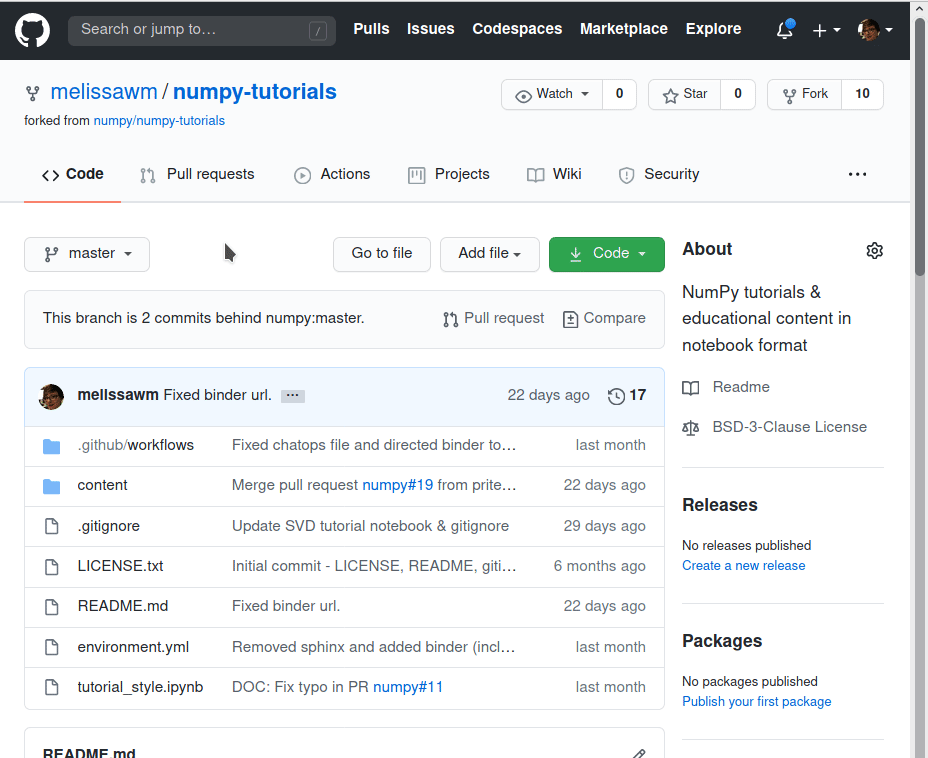 Search or jump to… / Pulls Issues Codespaces Marketplace Explore
melissawm / numpy-tutorials Watch 0 Star 0 Fork 10
forked from numpy/numpy-tutorials
Code Pull requests Actions Projects Wiki Security ...
master Go to file Add file Code
This branch is 2 commits behind numpy:master. Pull request Compare
melissawm Fixed binder url. ... 22 days ago 17
.github/workflows Fixed chatops file and directed binder to… last month
content Merge pull request numpy#19 from prite… 22 days ago
.gitignore Update SVD tutorial notebook & gitignore 29 days ago
LICENSE.txt Initial commit - LICENSE, README, giti… 6 months ago
README.md Fixed binder url. 22 days ago
environment.yml Removed sphinx and added binder (incl… last month
tutorial_style.ipynb DOC: Fix typo in PR numpy#11 last month
README.md
About
NumPy tutorials &
educational content in
notebook format
Readme
BSD-3-Clause License
Releases
No releases published
Create a new release
Packages
No packages published
Publish your first package